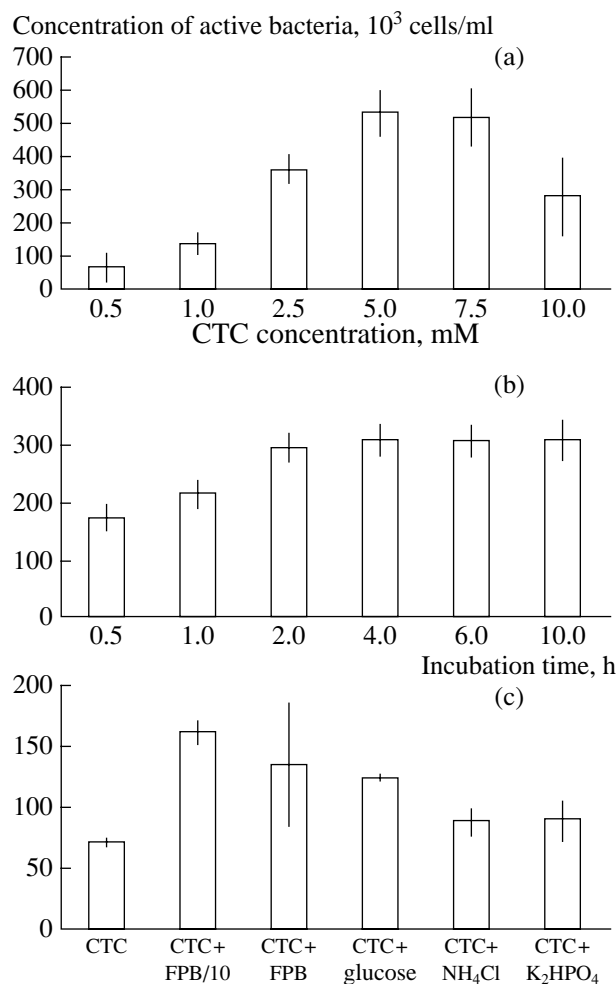 Concentration of active bacteria, 10³ cells/ml
(a)
700
600
500
400
300
200
100
0
0.5 1.0 2.5 5.0 7.5 10.0
CTC concentration, mM
(b)
400
300
200
100
0
0.5 1.0 2.0 4.0 6.0 10.0
Incubation time, h
(c)
200
150
100
50
0
CTC CTC+ CTC+ CTC+ CTC+ CTC+
FPB/10 FPB glucose NH₄Cl K₂HPO₄